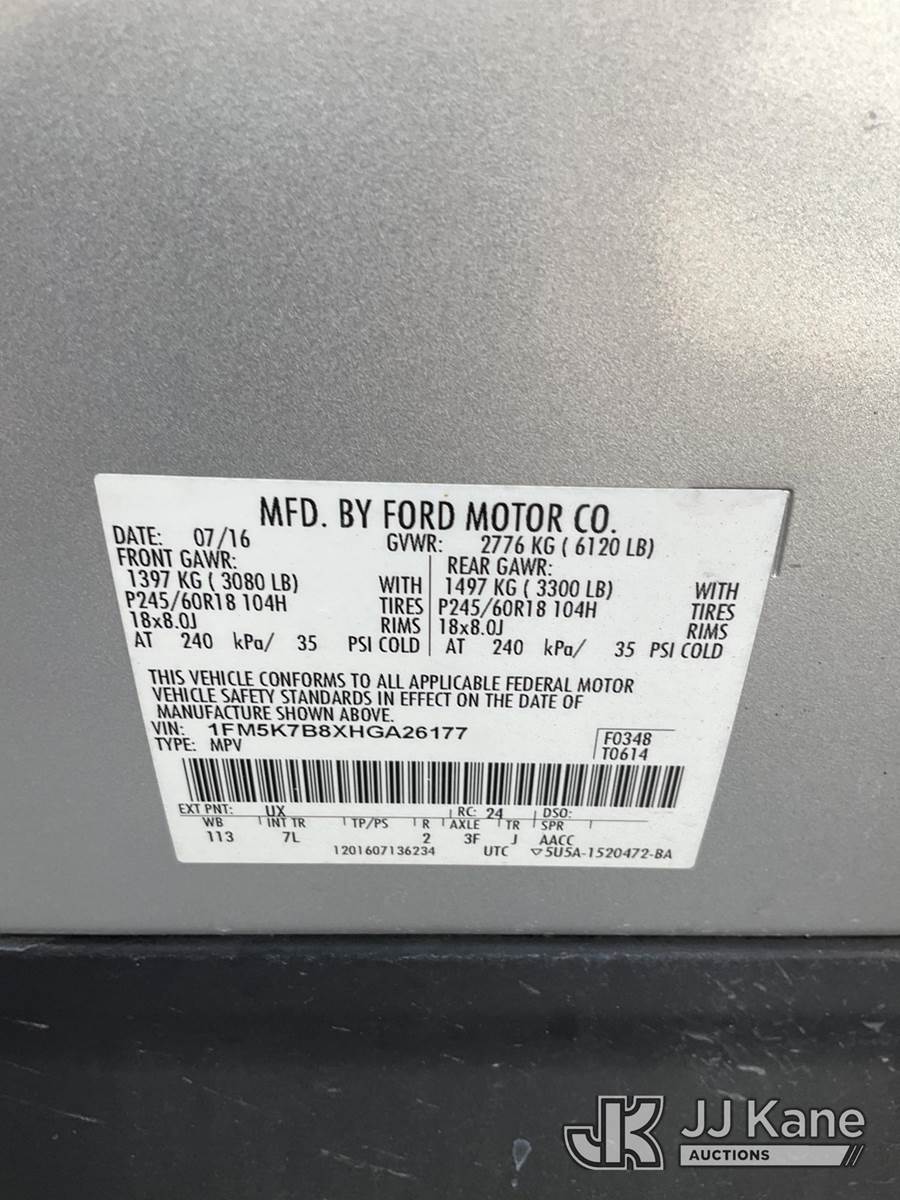 MFD. BY FORD MOTOR CO.
DATE: 07/16 GVWR: 2776 KG ( 6120 LB)
FRONT GAWR: REAR GAWR:
1397 KG ( 3080 LB) WITH 1497 KG ( 3300 LB) WITH
P245/60R18 104H TIRES P245/60R18 104H TIRES
18x8.0J RIMS 18x8.0J RIMS
AT 240 kPa/ 35 PSI COLD AT 240 kPa/ 35 PSI COLD
THIS VEHICLE CONFORMS TO ALL APPLICABLE FEDERAL MOTOR
VEHICLE SAFETY STANDARDS IN EFFECT ON THE DATE OF
MANUFACTURE SHOWN ABOVE.
VIN: 1FM5K7B8XHGA26177 F0348
TYPE: MPV T0614
EXT PNT: UX RC: 24 DSO:
WB INT TR TP/PS R AXLE TR SPR
113 7L 2 3F J AACC
1201607136234 UTC ▽5U5A-1520472-BA
JK JJ Kane
AUCTIONS